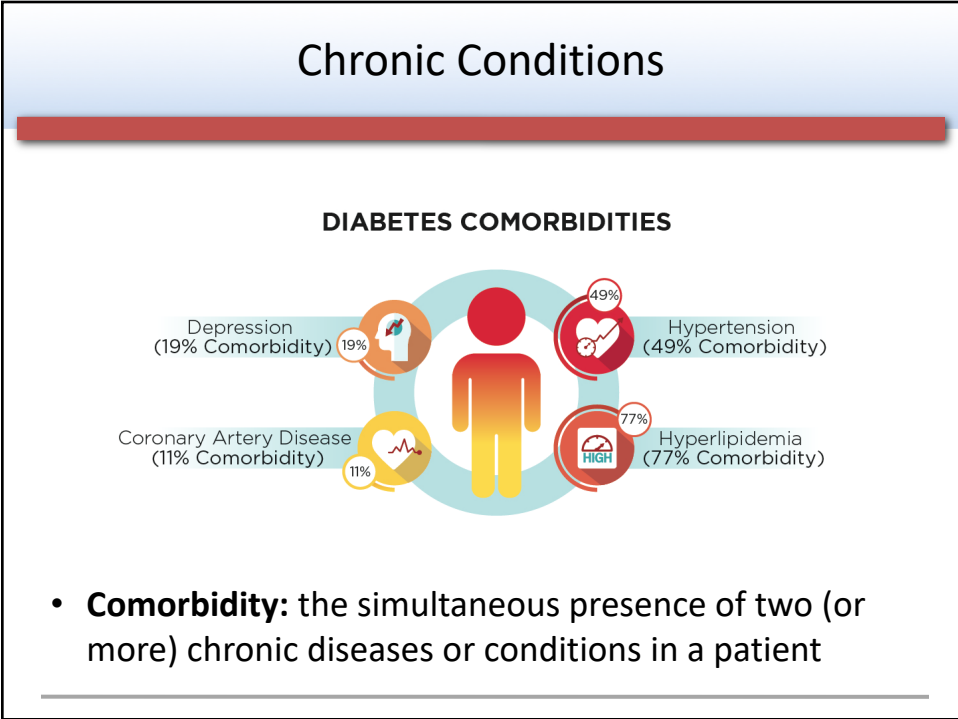 Chronic Conditions
DIABETES COMORBIDITIES
Depression
(19% Comorbidity)
19%
49%
Hypertension
(49% Comorbidity)
Coronary Artery Disease
(11% Comorbidity)
11%
77%
HIGH
Hyperlipidemia
(77% Comorbidity)
• Comorbidity: the simultaneous presence of two (or
more) chronic diseases or conditions in a patient